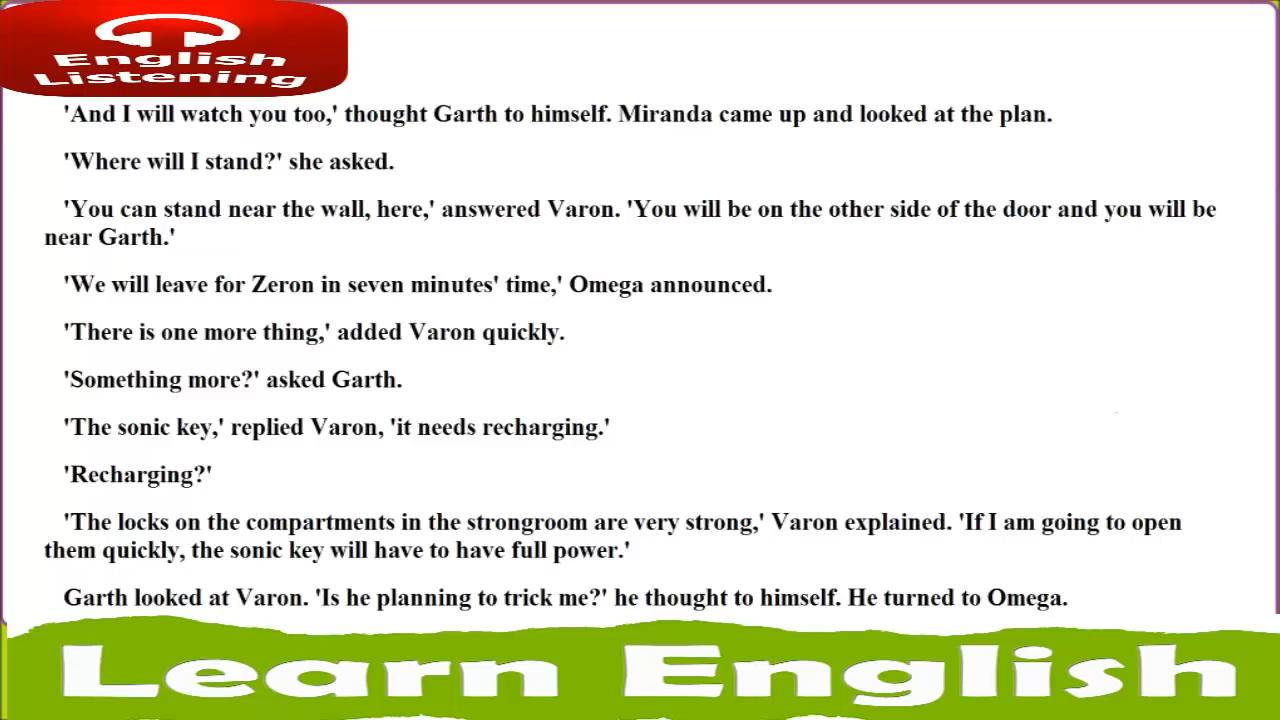 English
Listening
'And I will watch you too,' thought Garth to himself. Miranda came up and looked at the plan.
'Where will I stand?' she asked.
'You can stand near the wall, here,' answered Varon. 'You will be on the other side of the door and you will be
near Garth.'
'We will leave for Zeron in seven minutes' time,' Omega announced.
'There is one more thing,' added Varon quickly.
'Something more?' asked Garth.
'The sonic key,' replied Varon, 'it needs recharging.'
'Recharging?'
'The locks on the compartments in the strongroom are very strong,' Varon explained. 'If I am going to open
them quickly, the sonic key will have to have full power.'
Garth looked at Varon. 'Is he planning to trick me?' he thought to himself. He turned to Omega.
Learn English